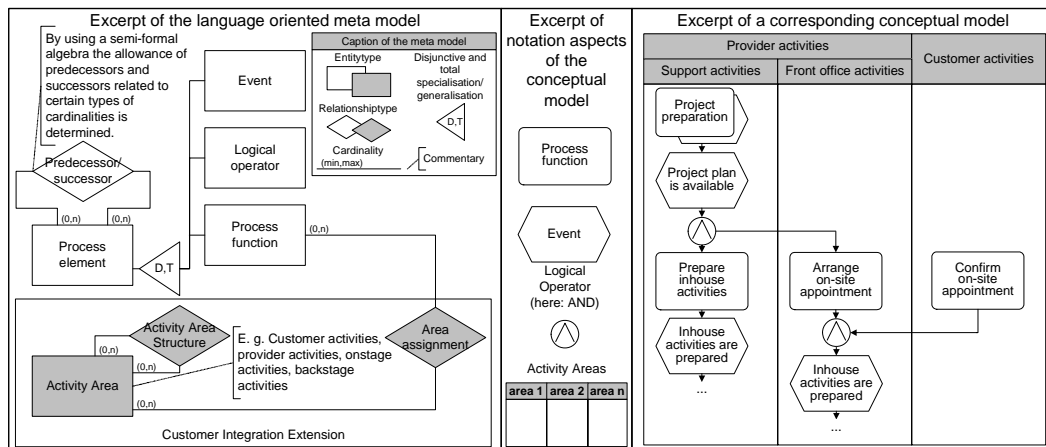 Excerpt of the language oriented meta model
By using a semi-formal
algebra the allowance of
predecessors and
successors related to
certain types of
cardinalities is
determined.
Predecessor/
successor
(0,n)
(0,n)
Process
element
D,T
Event
Logical
operator
Process
function
(0,n)
Caption of the meta model
Entitytype
Disjunctive and
total
specialisation/
generalisation
Relationshiptype
D,T
Cardinality
(min,max)
Commentary
Activity Area
Structure
(0,n)
(0,n)
Activity Area
(0,n)
E. g. Customer activities,
provider activities, onstage
activities, backstage
activities
Area
assignment
Customer Integration Extension
Excerpt of
notation aspects
of the
conceptual
model
Process
function
Event
Logical
Operator
(here: AND)
Activity Areas
area 1 area 2 area n
Excerpt of a corresponding conceptual model
Provider activities
Customer activities
Support activities Front office activities
Project
preparation
Project plan
is available
Prepare
inhouse
activities
Arrange
on-site
appointment
Confirm
on-site
appointment
Inhouse
activities are
prepared
...
Inhouse
activities are
prepared
...